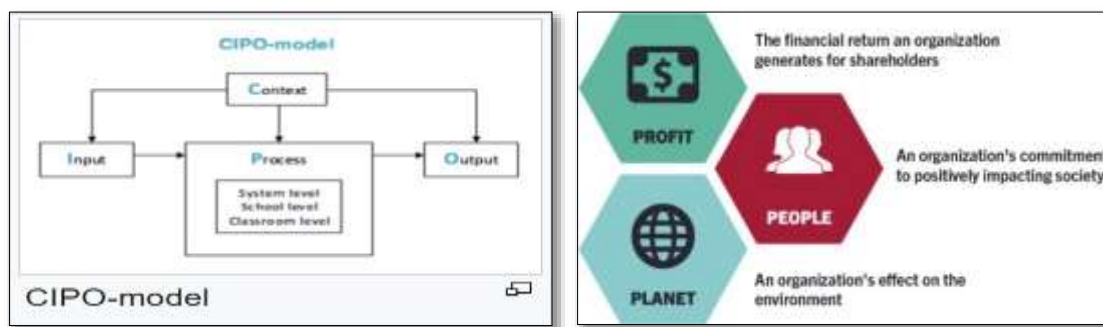 CIPO-model
Context
Input
Process
Output
System level
School level
Classroom level
CIPO-model
The financial return an organization
generates for shareholders
$
PROFIT
An organization's commitment
to positively impacting society
PEOPLE
An organization's effect on the
environment
PLANET